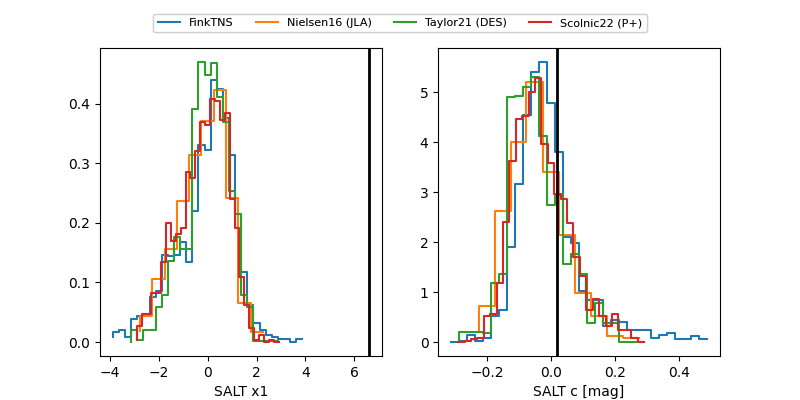 FinkTNS Nielsen16 (JLA) Taylor21 (DES) Scolnic22 (P+)
0.4
0.3
0.2
0.1
0.0
−4 −2 0 2 4 6
SALT x1
5
4
3
2
1
0
−0.2 0.0 0.2 0.4
SALT c [mag]